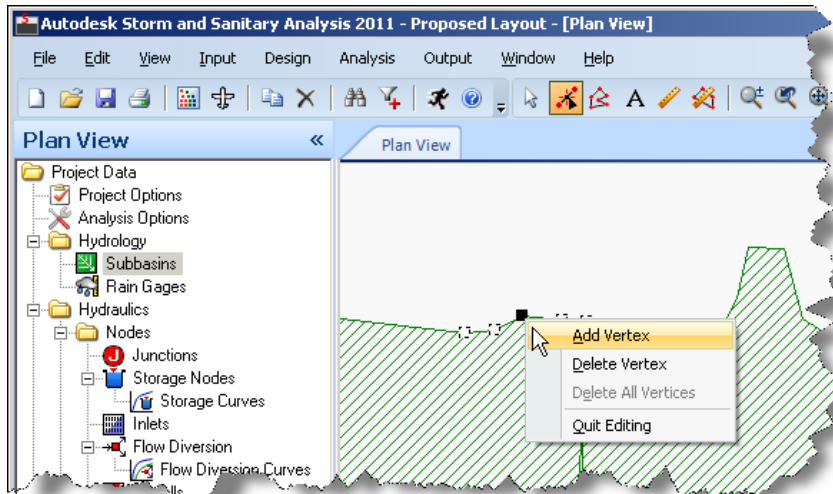 Autodesk Storm and Sanitary Analysis 2011 - Proposed Layout - [Plan View]
File Edit View Input Design Analysis Output Window Help
A
Plan View «
Plan View
Project Data
Project Options
Analysis Options
Hydrology
Subbasins
Rain Gages
Hydraulics
Nodes
J Junctions
Storage Nodes
Storage Curves
Inlets
Flow Diversion
Flow Diversion Curves
Add Vertex
Delete Vertex
Delete All Vertices
Quit Editing